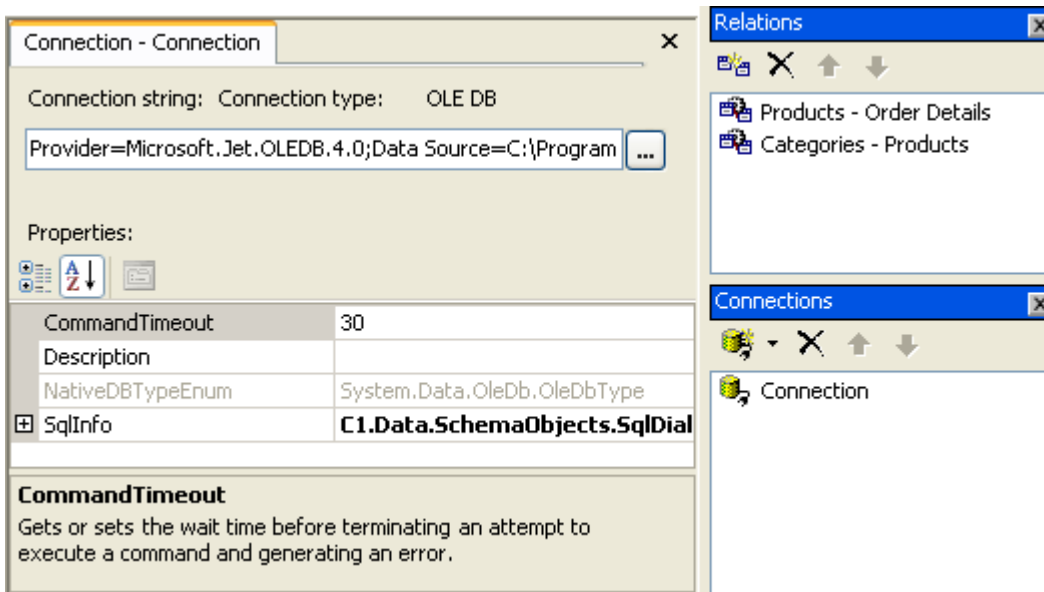 Connection - Connection
Connection string: Connection type: OLE DB
Provider=Microsoft.Jet.OLEDB.4.0;Data Source=C:\Program
...
Properties:
CommandTimeout 30
Description
NativeDBTypeEnum System.Data.OleDb.OleDbType
SqlInfo C1.Data.SchemaObjects.SqlDial
CommandTimeout
Gets or sets the wait time before terminating an attempt to
execute a command and generating an error.
Relations
Products - Order Details
Categories - Products
Connections
Connection